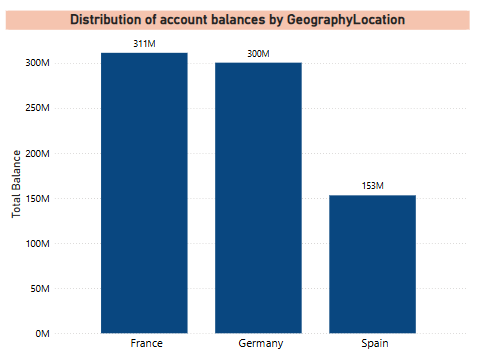 Distribution of account balances by GeographyLocation
311M
300M
153M
300M
250M
200M
150M
100M
50M
0M
Total Balance
France Germany Spain